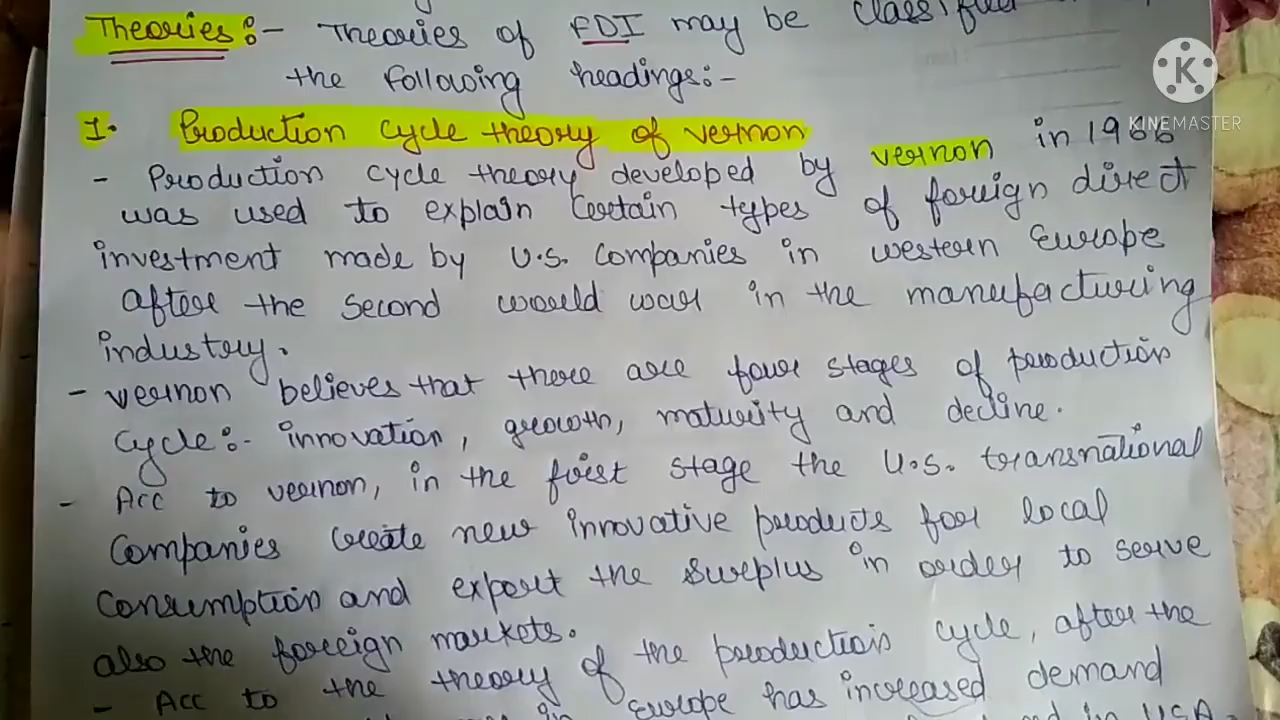 Theories:- Theories of FDI may be classified
the following headings:-
KINEMASTER
1. Production cycle theory of vernon
- Production cycle theory developed by vernon in 1966
was used to explain certain types of foreign direct
investment made by U.S. companies in western Europe
after the second world war in the manufacturing
industry.
- vernon believes that there are four stages of production
cycle:- innovation, growth, maturity and decline.
- Acc to vernon, in the first stage the U.S. transnational
companies create new innovative products for local
consumption and export the surplus in order to serve
also the foreign markets.
- Acc to the theory of the production cycle, after the
in Europe has increased demand
and in USA.